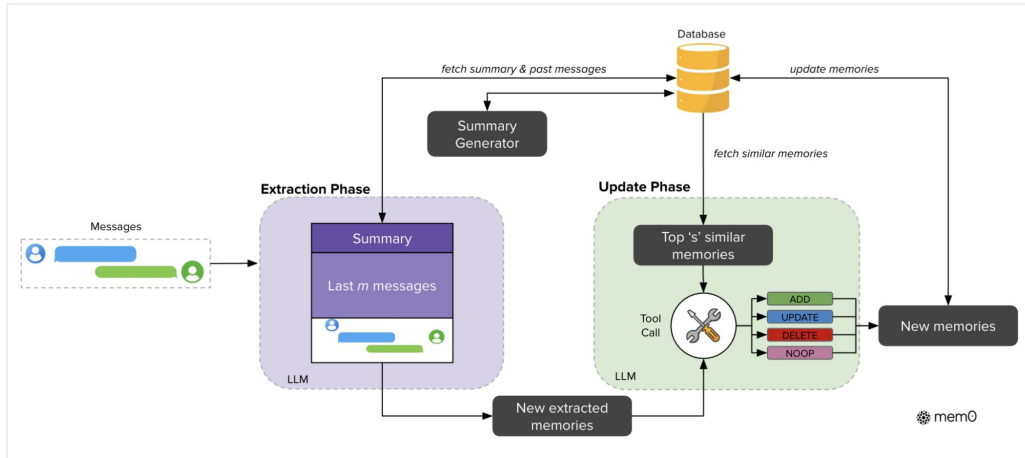 Database
fetch summary & past messages
update memories
Summary
Generator
fetch similar memories
Extraction Phase
Update Phase
Messages
Summary
Top ‘s’ similar
memories
Last m messages
Tool
Call
ADD
UPDATE
DELETE
NOOP
New memories
LLM
LLM
New extracted
memories
mem0